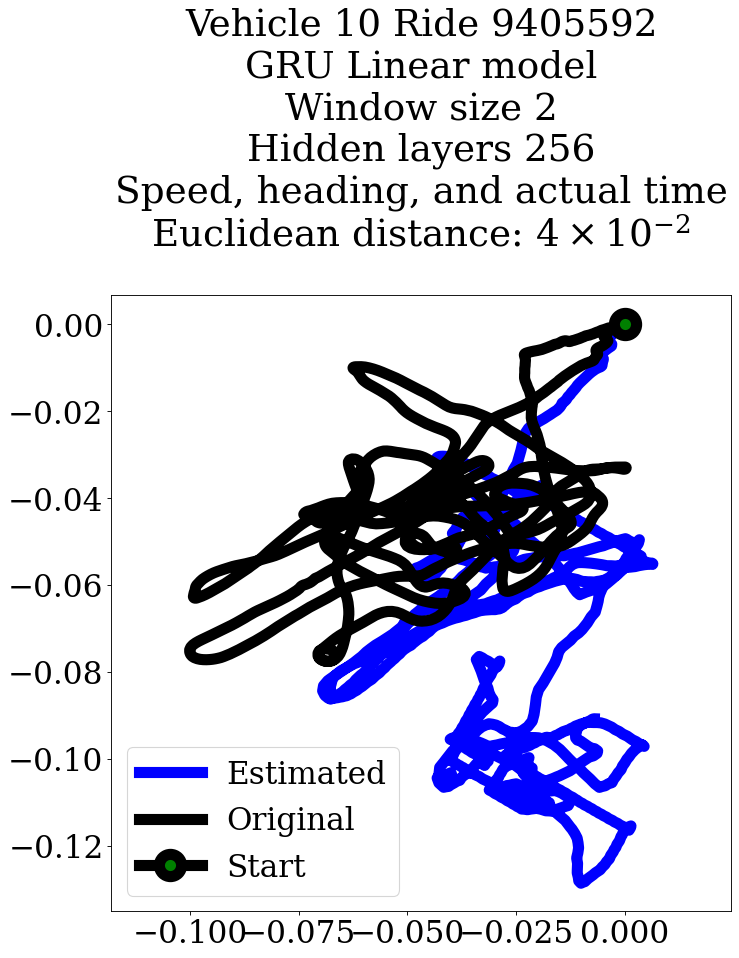 Vehicle 10 Ride 9405592
GRU Linear model
Window size 2
Hidden layers 256
Speed, heading, and actual time
Euclidean distance: 4 × 10⁻²
0.00
−0.02
−0.04
−0.06
−0.08
−0.10
−0.12
Estimated
Original
Start
−0.100 −0.075 −0.050 −0.025 0.000